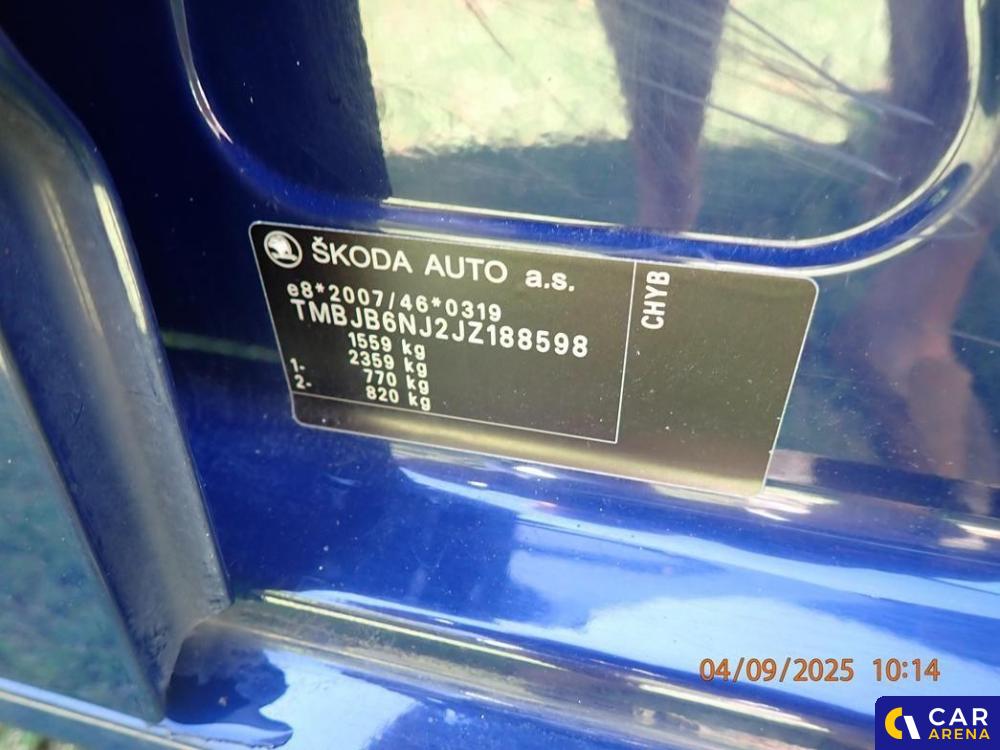 ŠKODA AUTO a.s.
e8*2007/46*0319
TMBJB6NJ2JZ188598
1559 kg
1- 2359 kg
2- 770 kg
820 kg
CHYB
04/09/2025 10:14
CAR
ARENA